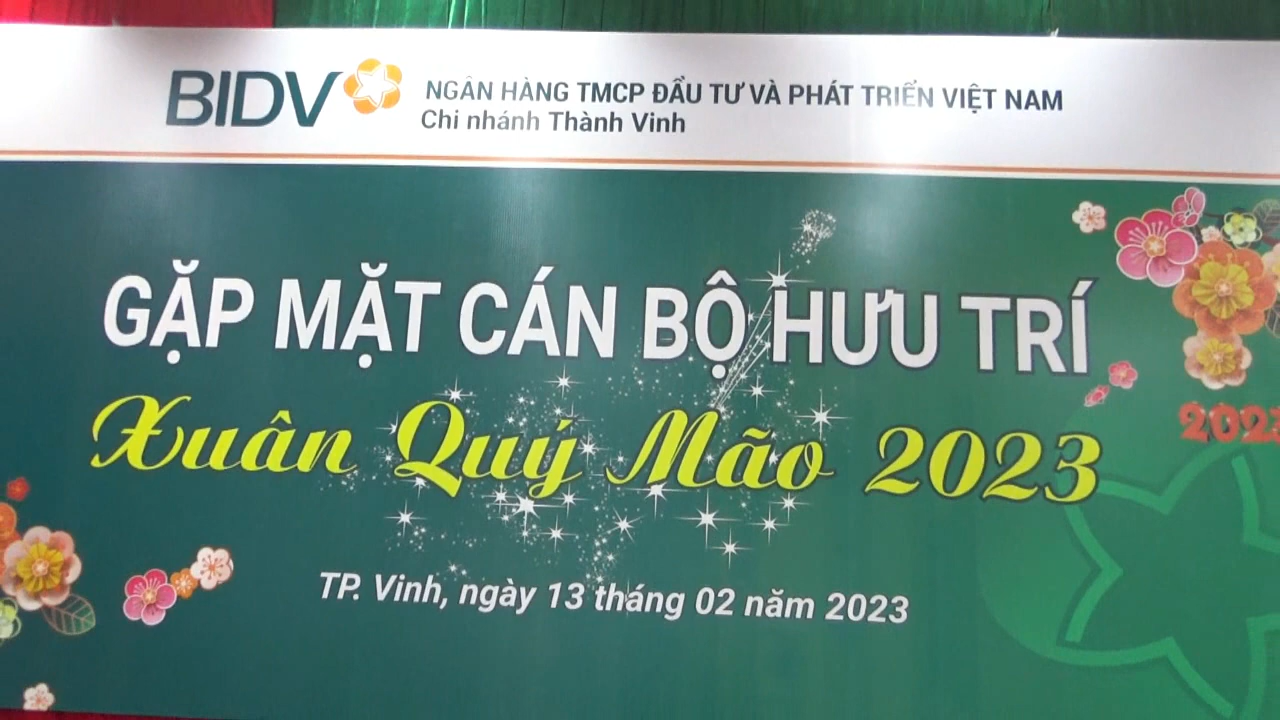 BIDV
NGÂN HÀNG TMCP ĐẦU TƯ VÀ PHÁT TRIỂN VIỆT NAM
Chi nhánh Thành Vinh
GẶP MẶT CÁN BỘ HƯU TRÍ
Xuân Quý Mão 2023
2023
TP. Vinh, ngày 13 tháng 02 năm 2023